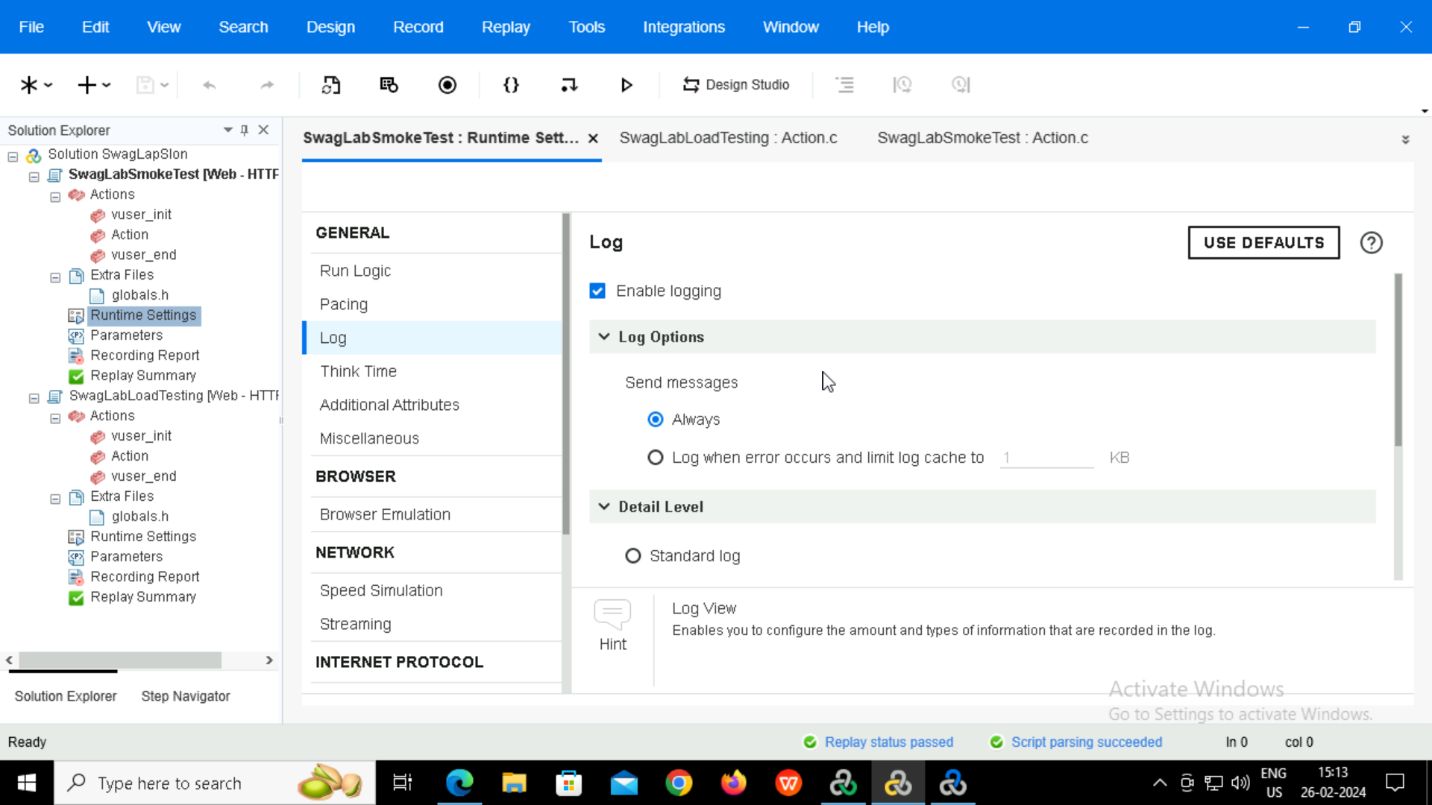 File Edit View Search Design Record Replay Tools Integrations Window Help
Design Studio
Solution Explorer
Solution SwagLapSlon
SwagLabSmokeTest [Web - HTTF
Actions
vuser_init
Action
vuser_end
Extra Files
globals.h
Runtime Settings
Parameters
Recording Report
Replay Summary
SwagLabLoadTesting [Web - HTTF
Actions
vuser_init
Action
vuser_end
Extra Files
globals.h
Runtime Settings
Parameters
Recording Report
Replay Summary
Solution Explorer Step Navigator
SwagLabSmokeTest : Runtime Sett... SwagLabLoadTesting : Action.c SwagLabSmokeTest : Action.c
GENERAL
Run Logic
Pacing
Log
Think Time
Additional Attributes
Miscellaneous
BROWSER
Browser Emulation
NETWORK
Speed Simulation
Streaming
INTERNET PROTOCOL
Log
USE DEFAULTS
Enable logging
Log Options
Send messages
Always
Log when error occurs and limit log cache to 1 KB
Detail Level
Standard log
Hint
Log View
Enables you to configure the amount and types of information that are recorded in the log.
Activate Windows
Go to Settings to activate Windows.
Ready Replay status passed Script parsing succeeded ln 0 col 0
Type here to search
ENG
US
15:13
26-02-2024